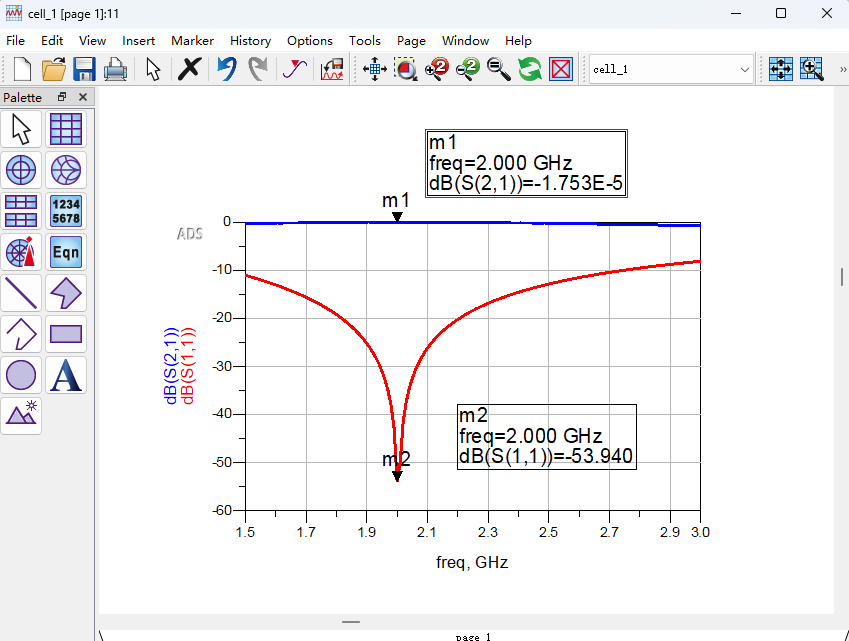 cell_1 [page 1]:11
File Edit View Insert Marker History Options Tools Page Window Help
+2 -2 cell_1 »
Palette
1234
5678
Eqn
A
m1
freq=2.000 GHz
dB(S(2,1))=-1.753E-5
m1
ADS
0
-10
-20
-30
-40
-50
-60
dB(S(2,1))
dB(S(1,1))
m2
freq=2.000 GHz
dB(S(1,1))=-53.940
m2
1.5 1.7 1.9 2.1 2.3 2.5 2.7 2.9 3.0
freq, GHz
page 1